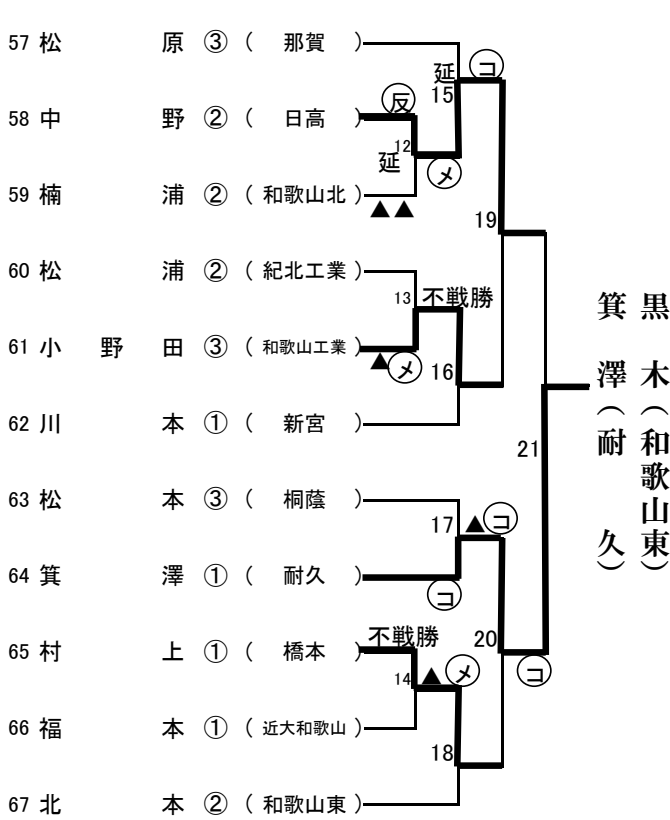 57 松 原 ③ ( 那賀 )
延 コ
15
反
58 中 野 ② ( 日高 )
12
延 メ
59 楠 浦 ② ( 和歌山北 )
▲▲
19
60 松 浦 ② ( 紀北工業 )
13 不戦勝
61 小 野 田 ③ ( 和歌山工業 )
▲ メ 16
62 川 本 ① ( 新宮 )
21
63 松 本 ③ ( 桐蔭 )
17 ▲ コ
64 箕 澤 ① ( 耐久 )
コ
不戦勝 20
65 村 上 ① ( 橋本 )
14 ▲ メ コ
66 福 本 ① ( 近大和歌山 )
18
67 北 本 ② ( 和歌山東 )
黒 木 (和歌山東)
箕 澤 (耐 久)